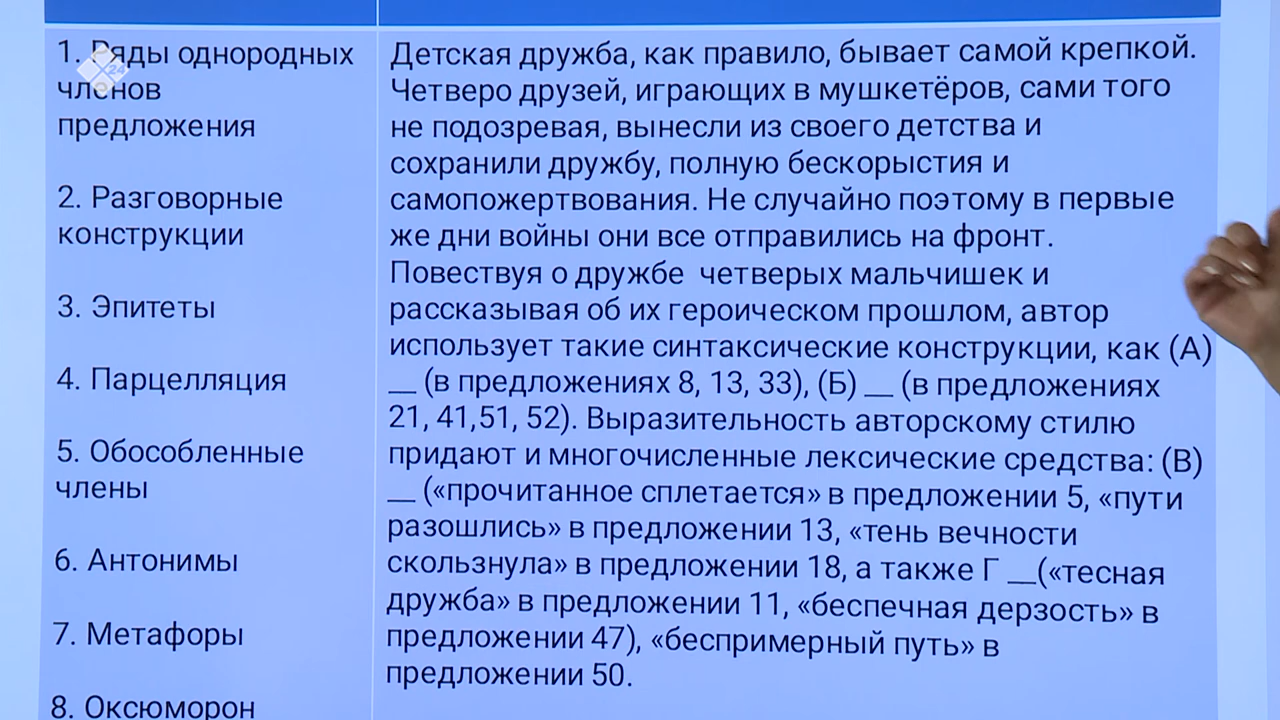 1. Ряды однородных
членов
предложения
2. Разговорные
конструкции
3. Эпитеты
4. Парцелляция
5. Обособленные
члены
6. Антонимы
7. Метафоры
8. Оксюморон
Детская дружба, как правило, бывает самой крепкой.
Четверо друзей, играющих в мушкетёров, сами того
не подозревая, вынесли из своего детства и
сохранили дружбу, полную бескорыстия и
самопожертвования. Не случайно поэтому в первые
же дни войны они все отправились на фронт.
Повествуя о дружбе четверых мальчишек и
рассказывая об их героическом прошлом, автор
использует такие синтаксические конструкции, как (А)
__ (в предложениях 8, 13, 33), (Б) __ (в предложениях
21, 41,51, 52). Выразительность авторскому стилю
придают и многочисленные лексические средства: (В)
__ («прочитанное сплетается» в предложении 5, «пути
разошлись» в предложении 13, «тень вечности
скользнула» в предложении 18, а также Г __(«тесная
дружба» в предложении 11, «беспечная дерзость» в
предложении 47), «беспримерный путь» в
предложении 50.
24